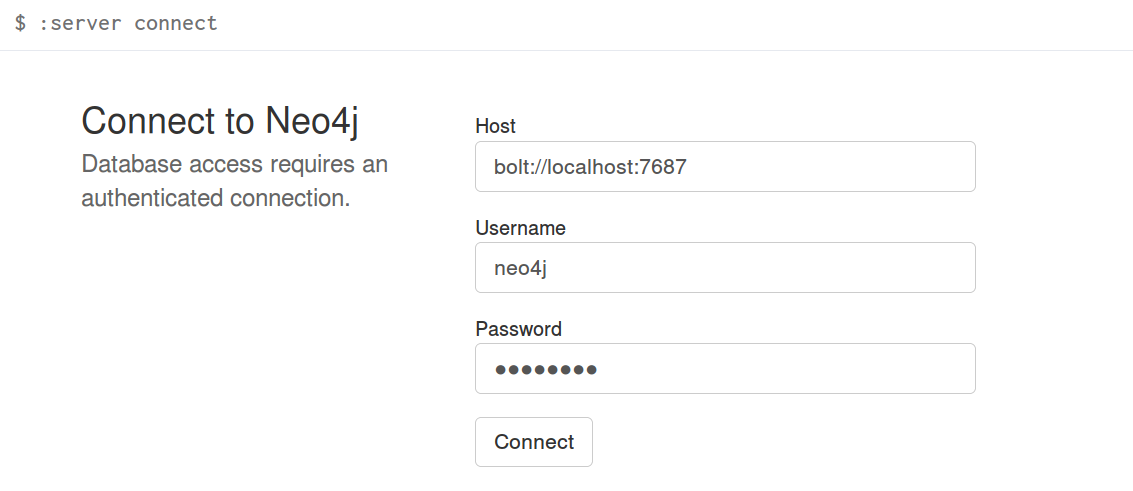 $ :server connect
Connect to Neo4j
Database access requires an
authenticated connection.
Host
bolt://localhost:7687
Username
neo4j
Password
●●●●●●●●
Connect